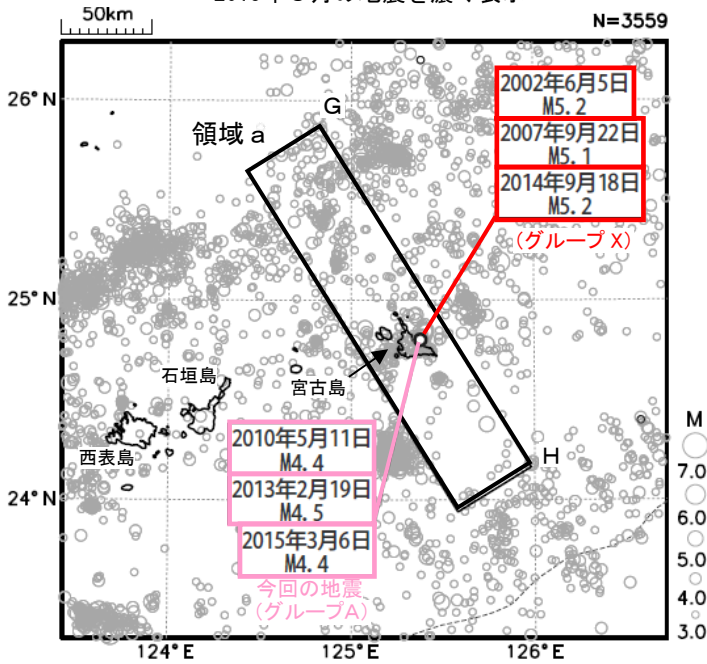 50km
N=3559
26°N
G
領域a
2002年6月5日
M5.2
2007年9月22日
M5.1
2014年9月18日
M5.2
(グループX)
25°N
石垣島
宮古島
西表島
2010年5月11日
M4.4
2013年2月19日
M4.5
2015年3月6日
M4.4
今回の地震
(グループA)
H
24°N
M
7.0
6.0
5.0
4.0
3.0
124°E
125°E
126°E